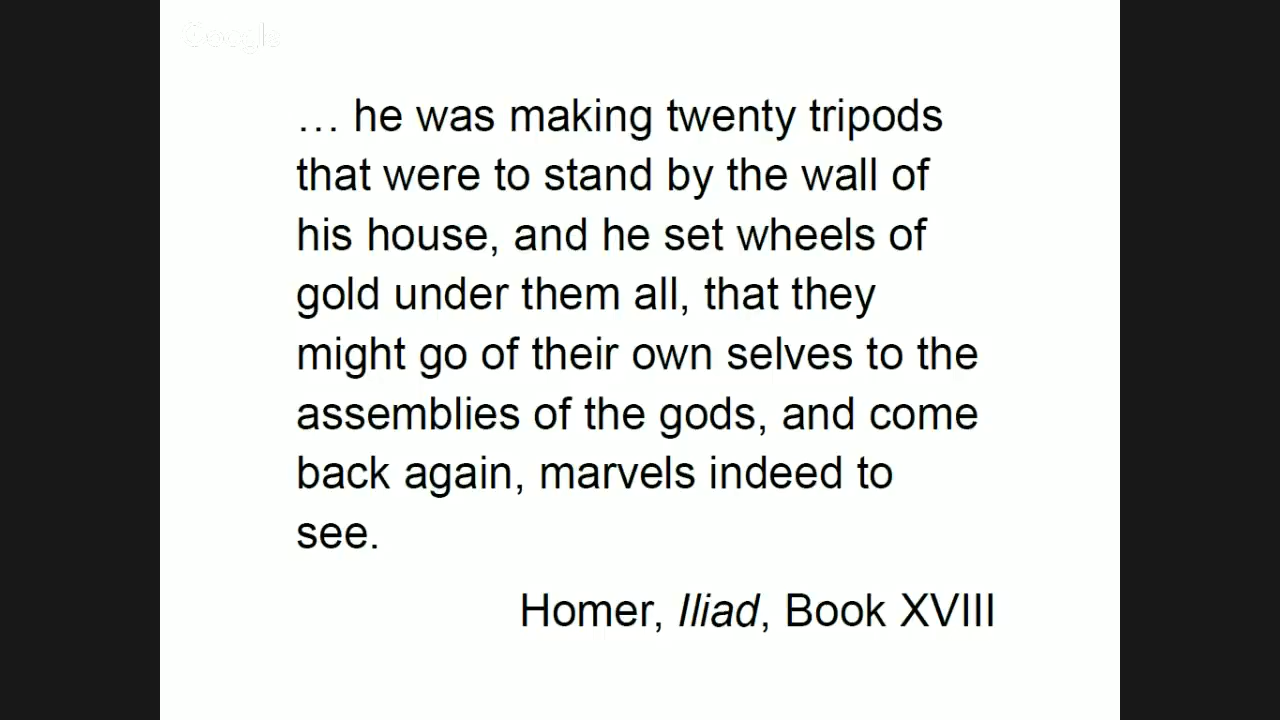 Google
… he was making twenty tripods
that were to stand by the wall of
his house, and he set wheels of
gold under them all, that they
might go of their own selves to the
assemblies of the gods, and come
back again, marvels indeed to
see.
Homer, Iliad, Book XVIII